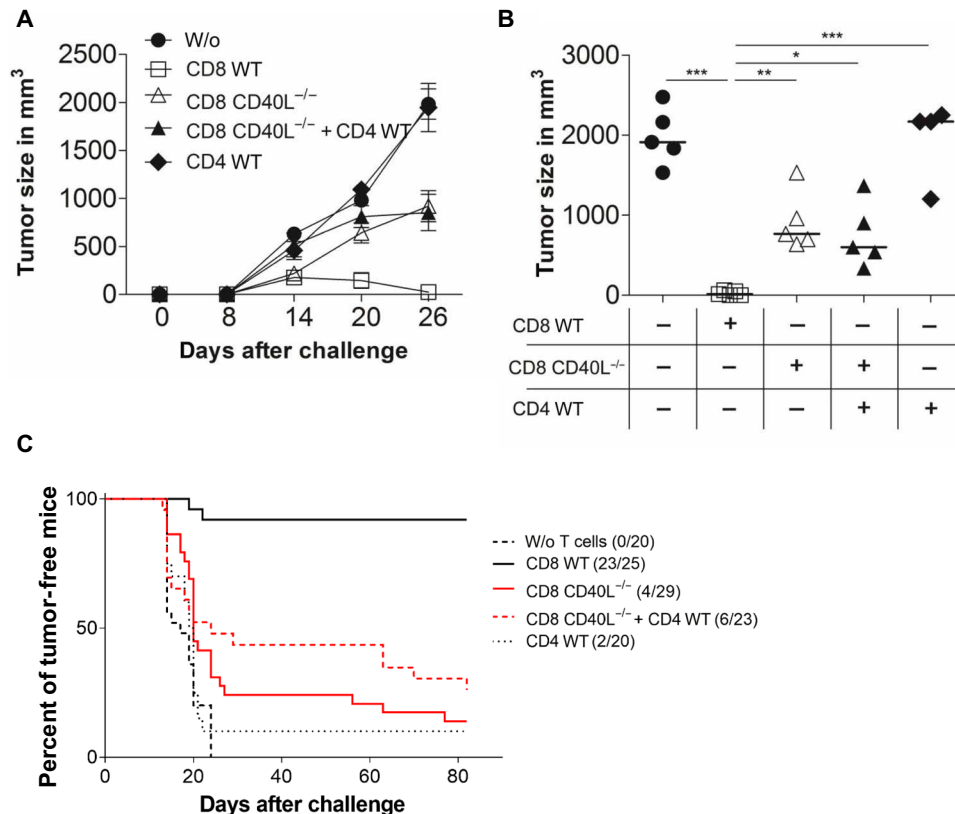 A
W/o
CD8 WT
CD8 CD40L−/−
CD8 CD40L−/− + CD4 WT
CD4 WT
Tumor size in mm3
2500
2000
1500
1000
500
0
0 8 14 20 26
Days after challenge
B
***
*
*** **
Tumor size in mm3
3000
2000
1000
0
CD8 WT − + − − −
CD8 CD40L−/− − − + + −
CD4 WT − − − + +
C
Percent of tumor-free mice
100
50
0
0 20 40 60 80
Days after challenge
W/o T cells (0/20)
CD8 WT (23/25)
CD8 CD40L−/− (4/29)
CD8 CD40L−/− + CD4 WT (6/23)
CD4 WT (2/20)